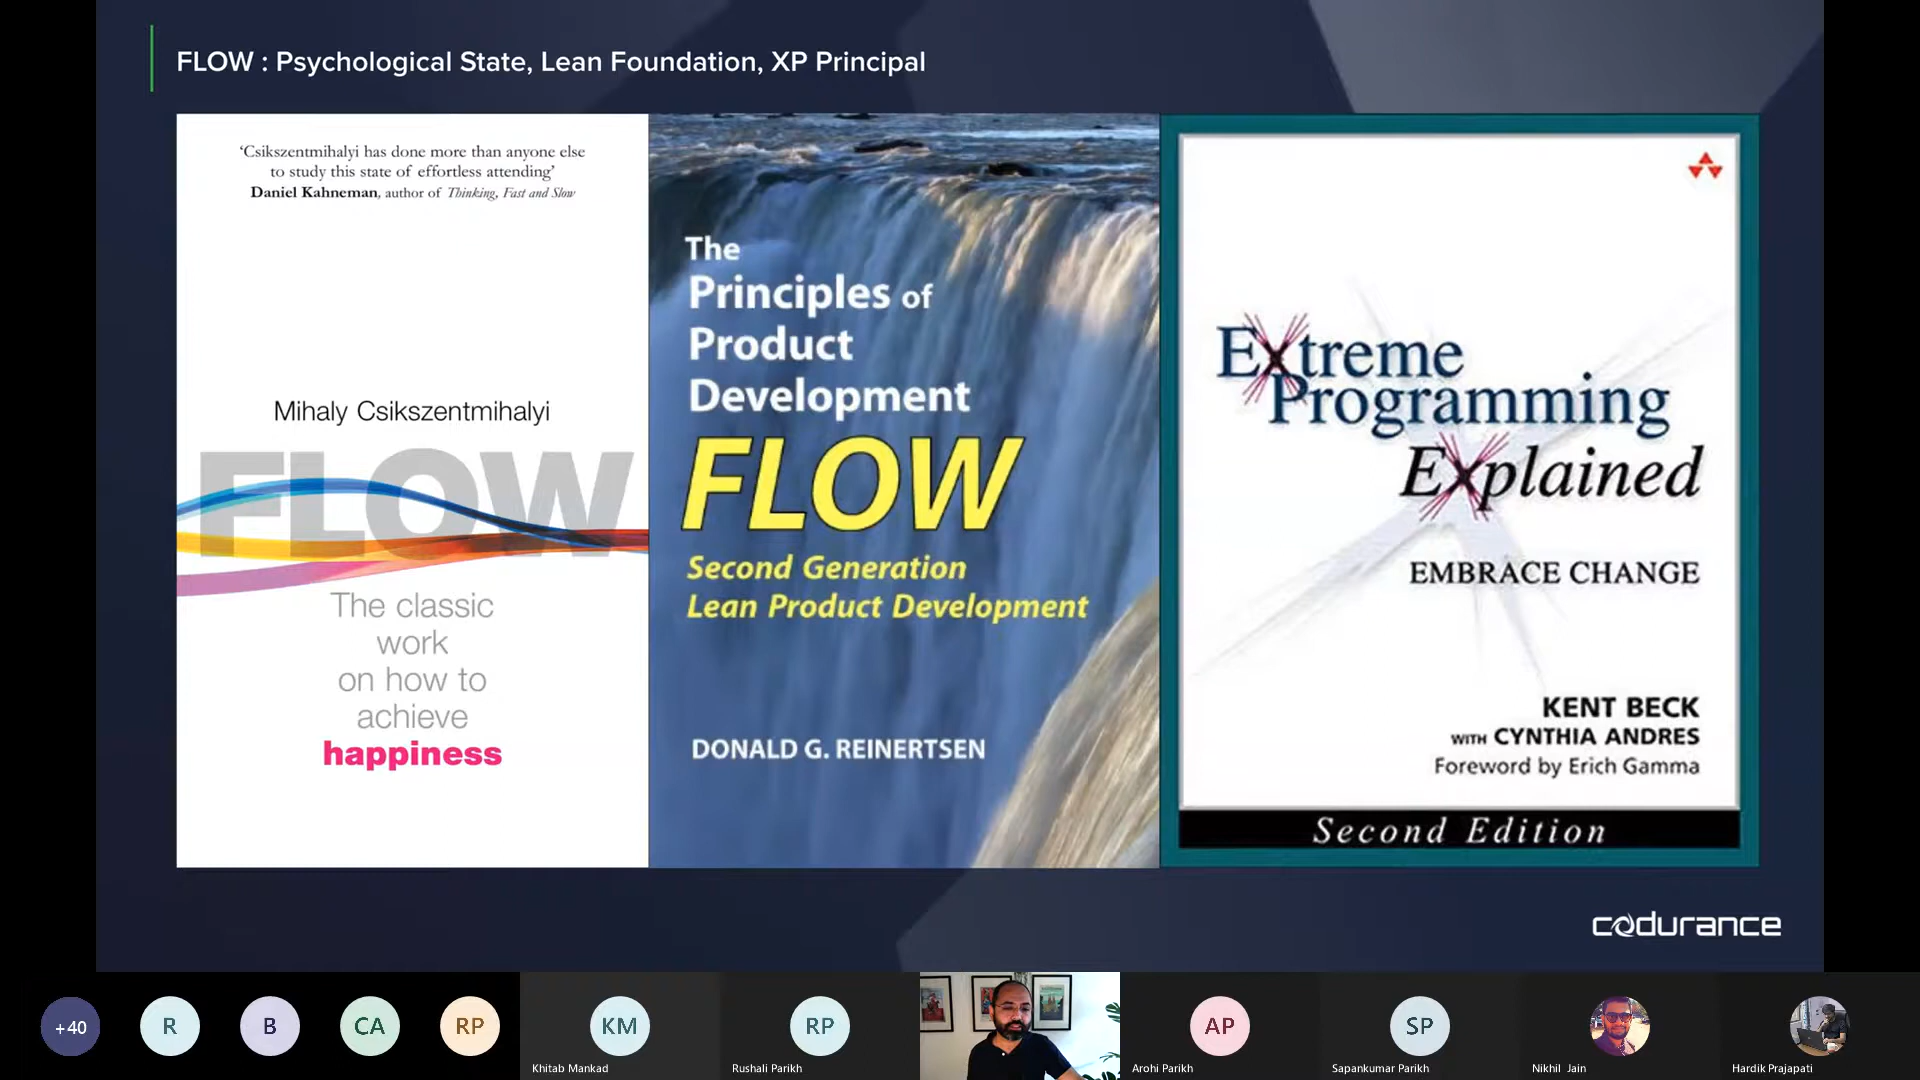 FLOW : Psychological State, Lean Foundation, XP Principal
‘Csikszentmihalyi has done more than anyone else
to study this state of effortless attending’
Daniel Kahneman, author of Thinking, Fast and Slow
Mihaly Csikszentmihalyi
FLOW
The classic
work
on how to
achieve
happiness
The
Principles of
Product
Development
FLOW
Second Generation
Lean Product Development
DONALD G. REINERTSEN
Extreme
Programming
Explained
EMBRACE CHANGE
KENT BECK
WITH CYNTHIA ANDRES
Foreword by Erich Gamma
Second Edition
codurance
+40
R
B
CA
RP
KM
Khitab Mankad
RP
Rushali Parikh
AP
Arohi Parikh
SP
Sapankumar Parikh
Nikhil Jain
Hardik Prajapati